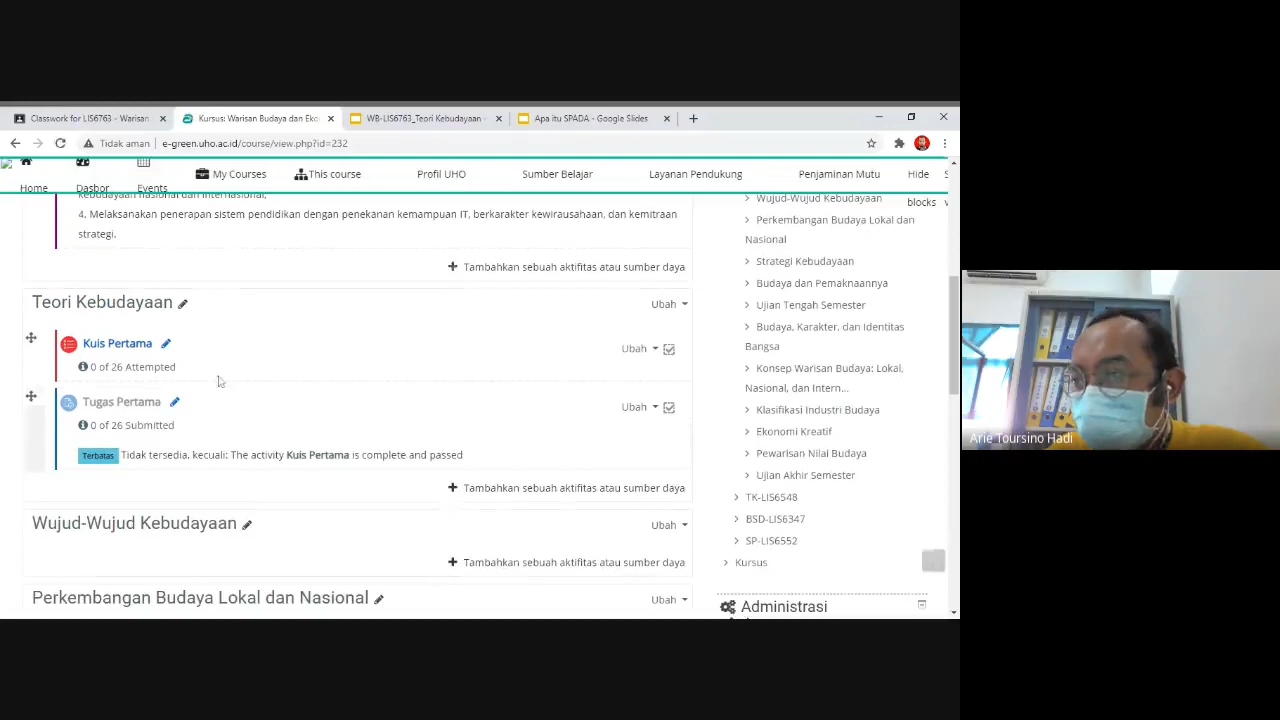 Classwork for LIS6763 - Warisan
Kursus: Warisan Budaya dan Eko
WB-LIS6763_Teori Kebudayaan -
Apa itu SPADA - Google Slides
Tidak aman
e-green.uho.ac.id/course/view.php?id=232
Home
Dasbor
Events
My Courses
This course
Profil UHO
Sumber Belajar
Layanan Pendukung
Penjaminan Mutu
Hide
blocks
kebudayaan nasional dan internasional,
4. Melaksanakan penerapan sistem pendidikan dengan penekanan kemampuan IT, berkarakter kewirausahaan, dan kemitraan
strategi.
Tambahkan sebuah aktifitas atau sumber daya
Teori Kebudayaan
Ubah
Kuis Pertama
Ubah
0 of 26 Attempted
Tugas Pertama
Ubah
0 of 26 Submitted
Terbatas Tidak tersedia, kecuali: The activity Kuis Pertama is complete and passed
Tambahkan sebuah aktifitas atau sumber daya
Wujud-Wujud Kebudayaan
Ubah
Tambahkan sebuah aktifitas atau sumber daya
Perkembangan Budaya Lokal dan Nasional
Ubah
Wujud-Wujud Kebudayaan
Perkembangan Budaya Lokal dan
Nasional
Strategi Kebudayaan
Budaya dan Pemaknaannya
Ujian Tengah Semester
Budaya, Karakter, dan Identitas
Bangsa
Konsep Warisan Budaya: Lokal,
Nasional, dan Intern...
Klasifikasi Industri Budaya
Ekonomi Kreatif
Pewarisan Nilai Budaya
Ujian Akhir Semester
TK-LIS6548
BSD-LIS6347
SP-LIS6552
Kursus
Administrasi
Arie Toursino Hadi